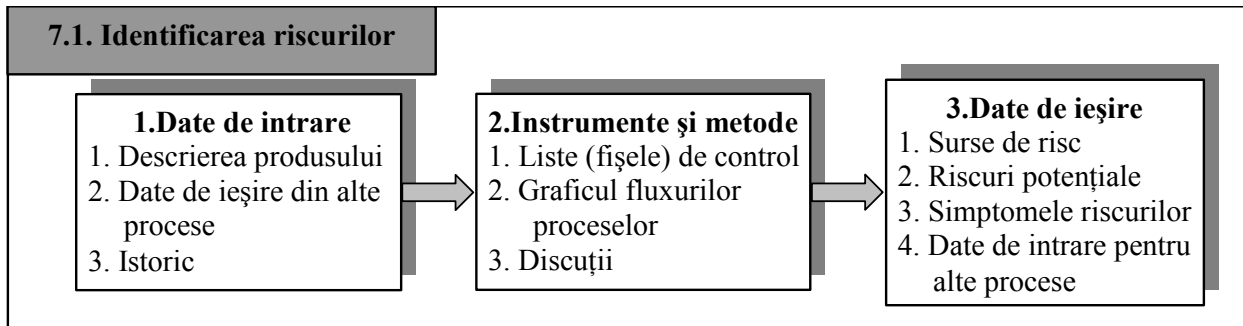 7.1. Identificarea riscurilor
1.Date de intrare
1. Descrierea produsului
2. Date de ieşire din alte
procese
3. Istoric
2.Instrumente şi metode
1. Liste (fişele) de control
2. Graficul fluxurilor
proceselor
3. Discuţii
3.Date de ieşire
1. Surse de risc
2. Riscuri potenţiale
3. Simptomele riscurilor
4. Date de intrare pentru
alte procese